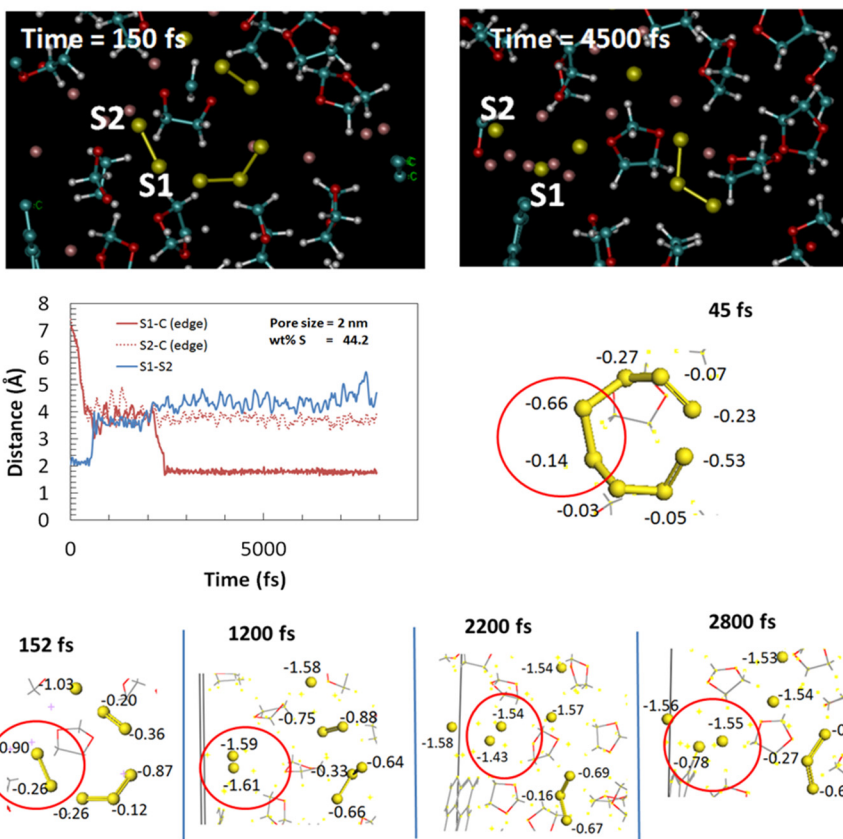 Time = 150 fs
S2
S1
C
C
C
Time = 4500 fs
S2
S1
8
7
6
5
4
3
2
1
0
Distance (Å)
S1-C (edge)
S2-C (edge)
S1-S2
Pore size = 2 nm
wt% S = 44.2
0
5000
Time (fs)
45 fs
-0.27
-0.07
-0.66
-0.23
-0.14
-0.53
-0.03
-0.05
152 fs
-1.03
-0.20
-0.36
0.90
-0.87
-0.26
-0.26
-0.12
1200 fs
-1.58
-0.75
-0.88
-1.59
-0.64
-0.33
-1.61
-0.66
2200 fs
-1.54
-1.57
-1.54
-1.58
-1.43
-0.69
-0.16
-0.67
2800 fs
-1.53
-1.54
-1.56
-1.55
-0.78
-0.27